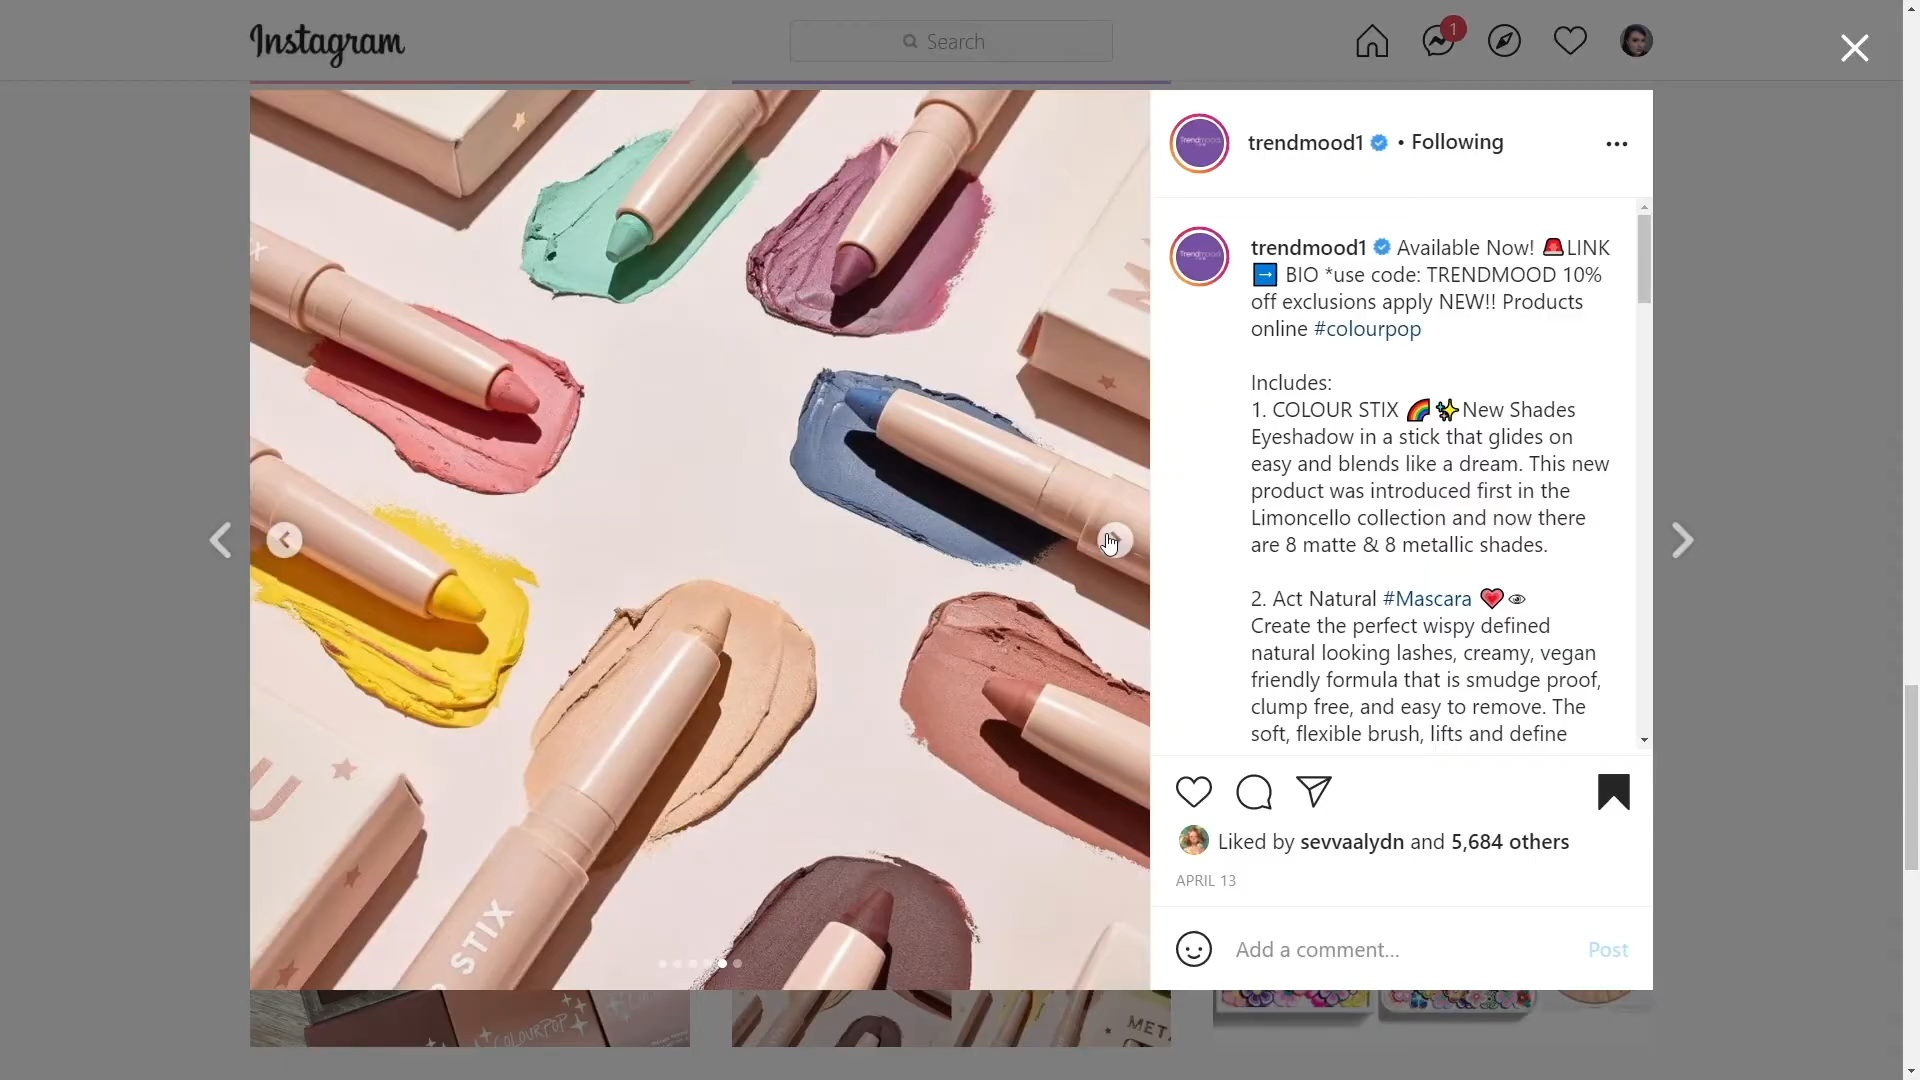 Instagram
Search
1
trendmood1 • Following
trendmood1 Available Now! 🚨LINK
➡️ BIO *use code: TRENDMOOD 10%
off exclusions apply NEW!! Products
online #colourpop
Includes:
1. COLOUR STIX 🌈✨New Shades
Eyeshadow in a stick that glides on
easy and blends like a dream. This new
product was introduced first in the
Limoncello collection and now there
are 8 matte & 8 metallic shades.
2. Act Natural #Mascara 💗👁
Create the perfect wispy defined
natural looking lashes, creamy, vegan
friendly formula that is smudge proof,
clump free, and easy to remove. The
soft, flexible brush, lifts and define
Liked by sevvaalydn and 5,684 others
APRIL 13
Add a comment...
Post
STIX
COLOURPOP
MET